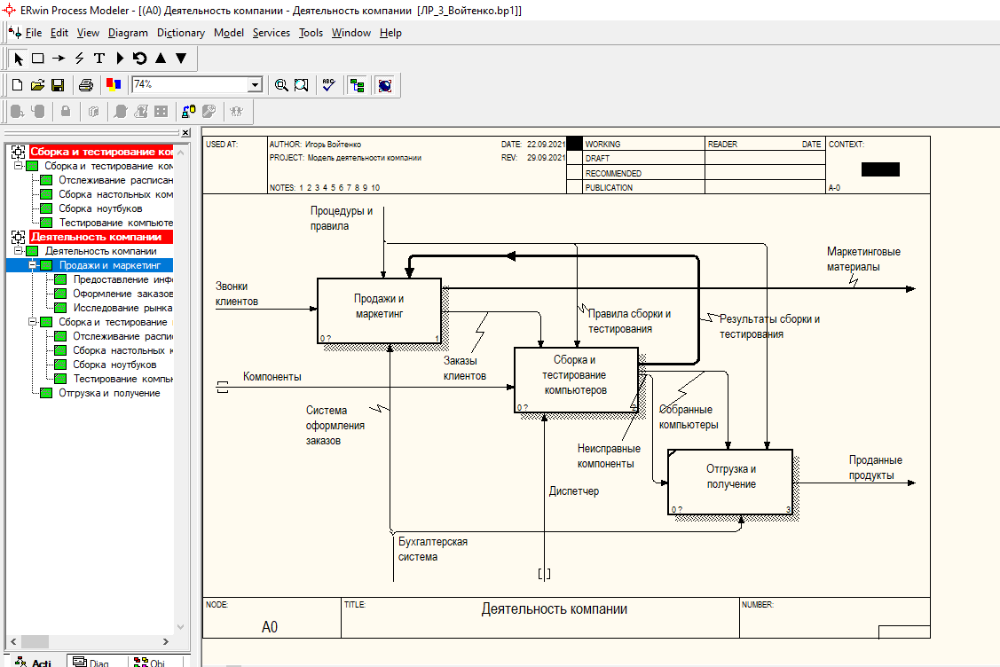 ERwin Process Modeler - [(A0) Деятельность компании - Деятельность компании [ЛР_3_Войтенко.bp1]]
File Edit View Diagram Dictionary Model Services Tools Window Help
74%
ABC
Сборка и тестирование ко
Сборка и тестирование ком
Отслеживание расписан
Сборка настольных ком
Сборка ноутбуков
Тестирование компьюте
Деятельность компании
Деятельность компании
Продажи и маркетинг
Предоставление инф
Оформление заказов
Исследование рынка
Сборка и тестирование
Отслеживание распис
Сборка настольных к
Сборка ноутбуков
Тестирование компь
Отгрузка и получение
Acti Diag Obj
USED AT:
AUTHOR: Игорь Войтенко
DATE: 22.09.2021
PROJECT: Модель деятельности компании
REV: 29.09.2021
NOTES: 1 2 3 4 5 6 7 8 9 10
WORKING
DRAFT
RECOMMENDED
PUBLICATION
READER DATE
CONTEXT:
A-0
Процедуры и
правила
Маркетинговые
материалы
Звонки
клиентов
Продажи и
маркетинг
0 ? 1
Правила сборки и
тестирования
Результаты сборки и
тестирования
Заказы
клиентов
Сборка и
тестирование
компьютеров
0 ? 2
Компоненты
Система
оформления
заказов
Собранные
компьютеры
Неисправные
компоненты
Отгрузка и
получение
0 ? 3
Проданные
продукты
Диспетчер
Бухгалтерская
система
NODE:
A0
TITLE:
Деятельность компании
NUMBER: